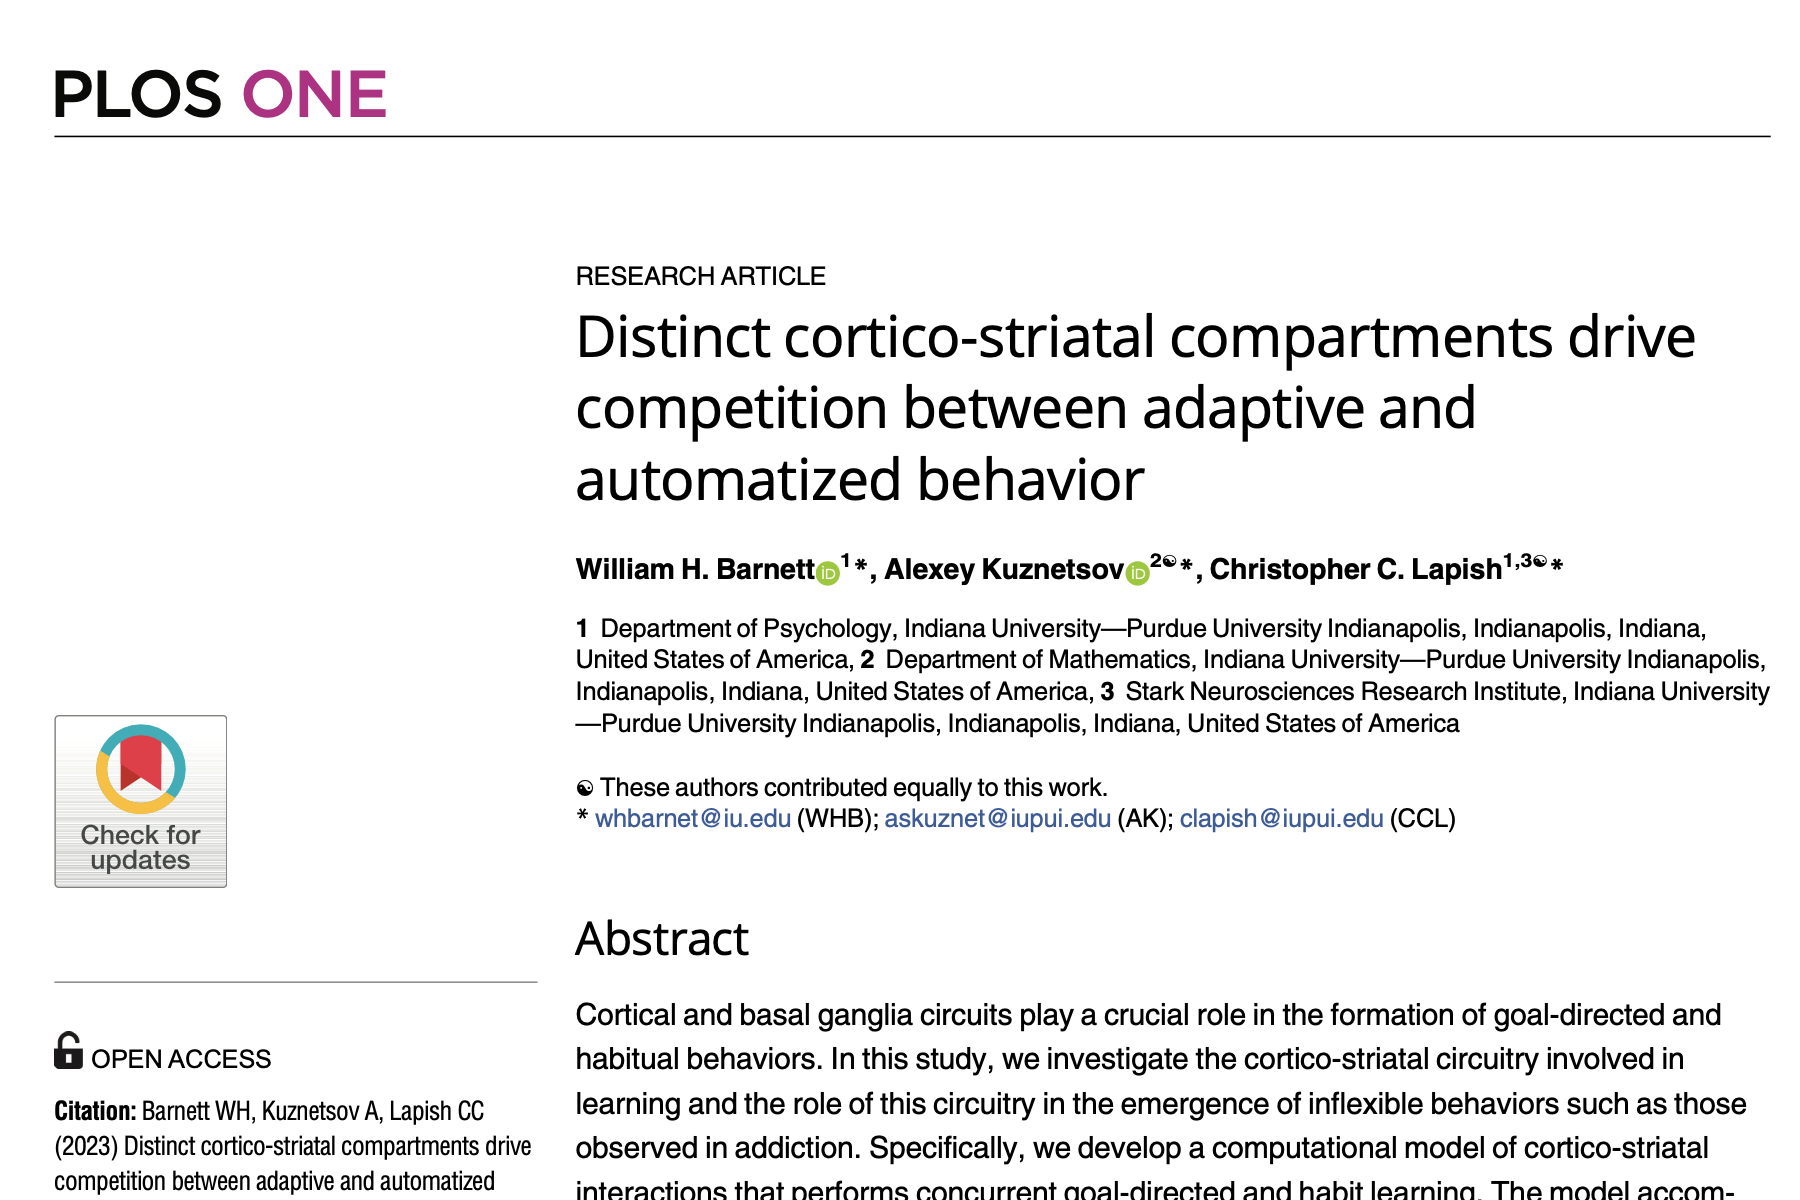 PLOS ONE
RESEARCH ARTICLE
Distinct cortico-striatal compartments drive
competition between adaptive and
automatized behavior
William H. Barnett iD 1*, Alexey Kuznetsov iD 2☯*, Christopher C. Lapish1,3☯*
1 Department of Psychology, Indiana University—Purdue University Indianapolis, Indianapolis, Indiana,
United States of America, 2 Department of Mathematics, Indiana University—Purdue University Indianapolis,
Indianapolis, Indiana, United States of America, 3 Stark Neurosciences Research Institute, Indiana University
—Purdue University Indianapolis, Indianapolis, Indiana, United States of America
☯ These authors contributed equally to this work.
* whbarnet@iu.edu (WHB); askuznet@iupui.edu (AK); clapish@iupui.edu (CCL)
Check for
updates
OPEN ACCESS
Citation: Barnett WH, Kuznetsov A, Lapish CC
(2023) Distinct cortico-striatal compartments drive
competition between adaptive and automatized
Abstract
Cortical and basal ganglia circuits play a crucial role in the formation of goal-directed and
habitual behaviors. In this study, we investigate the cortico-striatal circuitry involved in
learning and the role of this circuitry in the emergence of inflexible behaviors such as those
observed in addiction. Specifically, we develop a computational model of cortico-striatal
interactions that performs concurrent goal-directed and habit learning. The model accom-